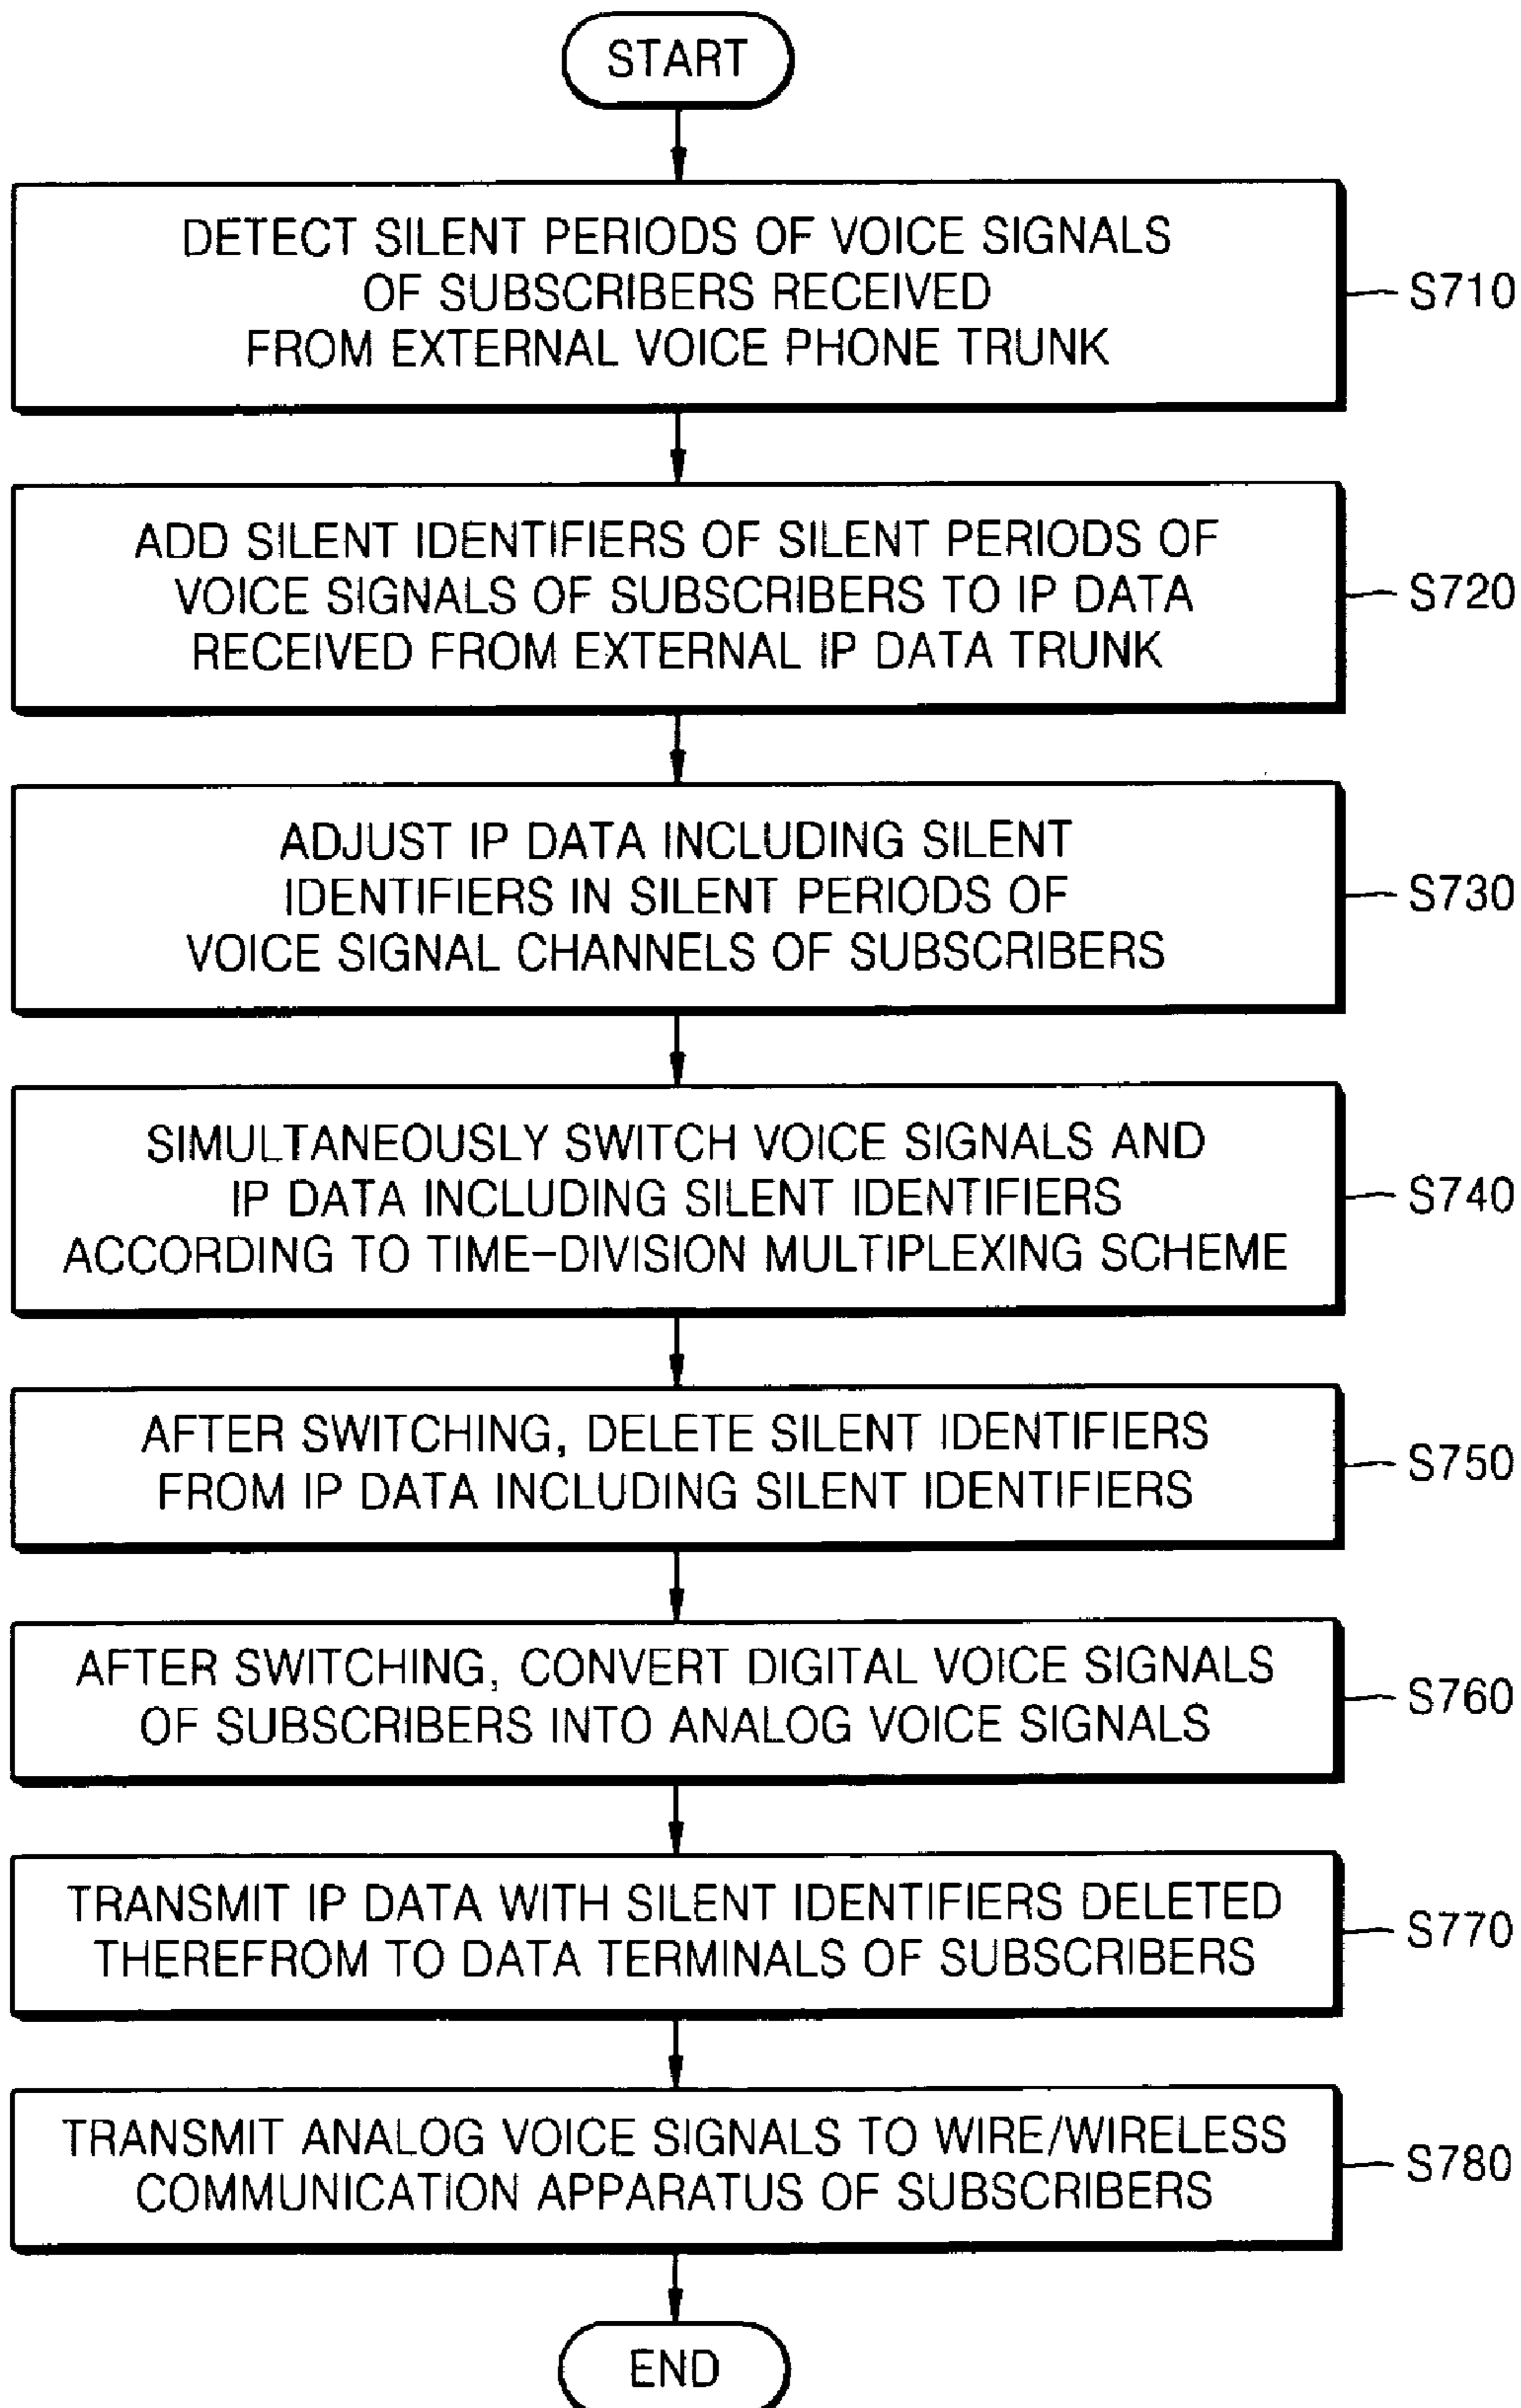 START
DETECT SILENT PERIODS OF VOICE SIGNALS
OF SUBSCRIBERS RECEIVED
FROM EXTERNAL VOICE PHONE TRUNK
S710
ADD SILENT IDENTIFIERS OF SILENT PERIODS OF
VOICE SIGNALS OF SUBSCRIBERS TO IP DATA
RECEIVED FROM EXTERNAL IP DATA TRUNK
S720
ADJUST IP DATA INCLUDING SILENT
IDENTIFIERS IN SILENT PERIODS OF
VOICE SIGNAL CHANNELS OF SUBSCRIBERS
S730
SIMULTANEOUSLY SWITCH VOICE SIGNALS AND
IP DATA INCLUDING SILENT IDENTIFIERS
ACCORDING TO TIME-DIVISION MULTIPLEXING SCHEME
S740
AFTER SWITCHING, DELETE SILENT IDENTIFIERS
FROM IP DATA INCLUDING SILENT IDENTIFIERS
S750
AFTER SWITCHING, CONVERT DIGITAL VOICE SIGNALS
OF SUBSCRIBERS INTO ANALOG VOICE SIGNALS
S760
TRANSMIT IP DATA WITH SILENT IDENTIFIERS DELETED
THEREFROM TO DATA TERMINALS OF SUBSCRIBERS
S770
TRANSMIT ANALOG VOICE SIGNALS TO WIRE/WIRELESS
COMMUNICATION APPARATUS OF SUBSCRIBERS
S780
END